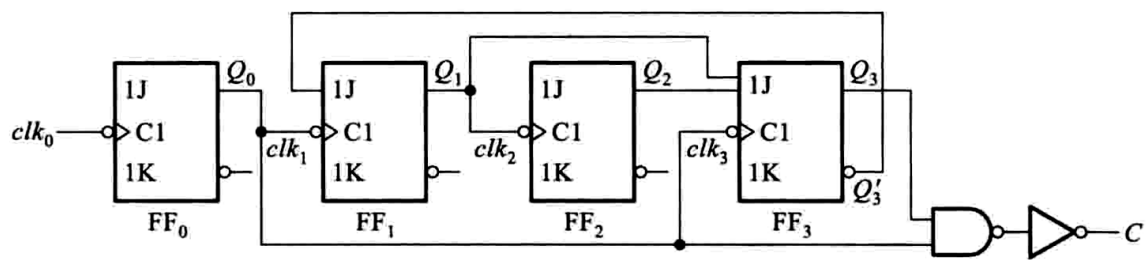 Q₀ Q₁ Q₂ Q₃
1J 1J 1J 1J
clk₀ C1 clk₁ C1 clk₂ C1 clk₃ C1
1K 1K 1K 1K Q₃′
FF₀ FF₁ FF₂ FF₃
C